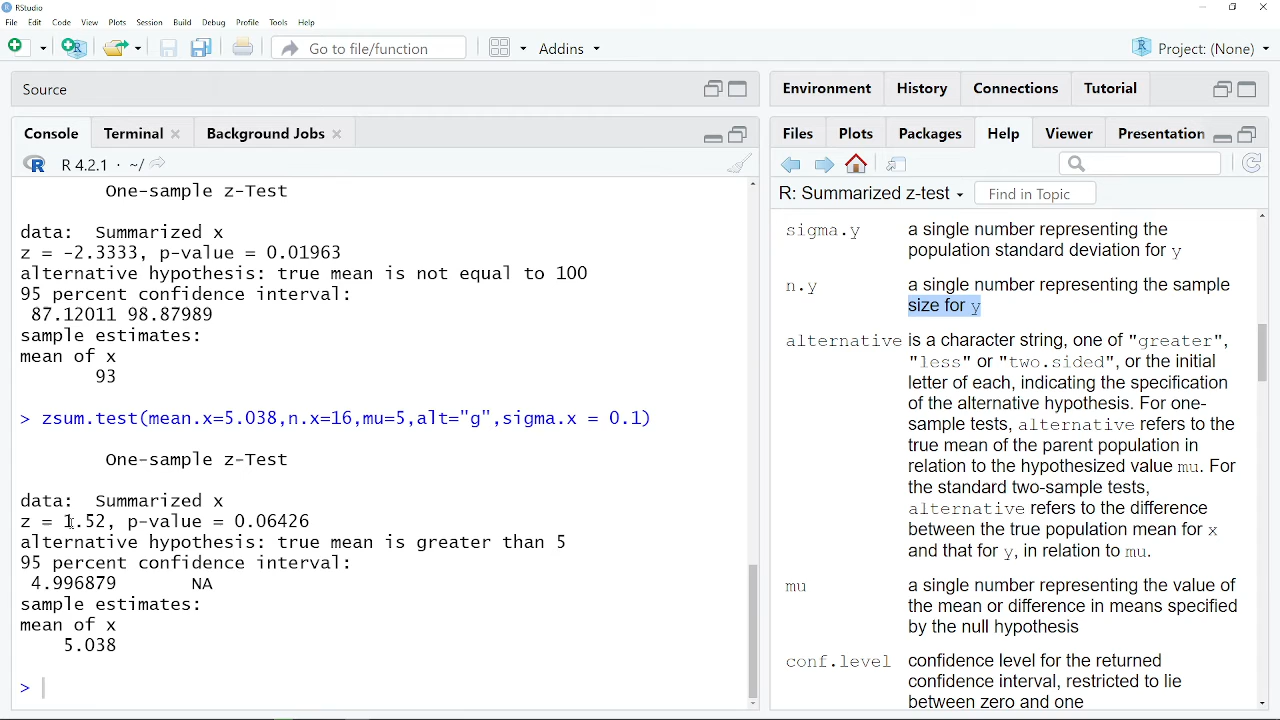 RStudio
File Edit Code View Plots Session Build Debug Profile Tools Help
Go to file/function Addins Project: (None)
Source
Console Terminal Background Jobs
R 4.2.1 · ~/
One-sample z-Test
data: Summarized x
z = -2.3333, p-value = 0.01963
alternative hypothesis: true mean is not equal to 100
95 percent confidence interval:
87.12011 98.87989
sample estimates:
mean of x
93
> zsum.test(mean.x=5.038,n.x=16,mu=5,alt="g",sigma.x = 0.1)
One-sample z-Test
data: Summarized x
z = 1.52, p-value = 0.06426
alternative hypothesis: true mean is greater than 5
95 percent confidence interval:
4.996879 NA
sample estimates:
mean of x
5.038
>
Environment History Connections Tutorial
Files Plots Packages Help Viewer Presentation
R: Summarized z-test Find in Topic
sigma.y a single number representing the
population standard deviation for y
n.y a single number representing the sample
size for y
alternative is a character string, one of "greater",
"less" or "two.sided", or the initial
letter of each, indicating the specification
of the alternative hypothesis. For one-
sample tests, alternative refers to the
true mean of the parent population in
relation to the hypothesized value mu. For
the standard two-sample tests,
alternative refers to the difference
between the true population mean for x
and that for y, in relation to mu.
mu a single number representing the value of
the mean or difference in means specified
by the null hypothesis
conf.level confidence level for the returned
confidence interval, restricted to lie
between zero and one